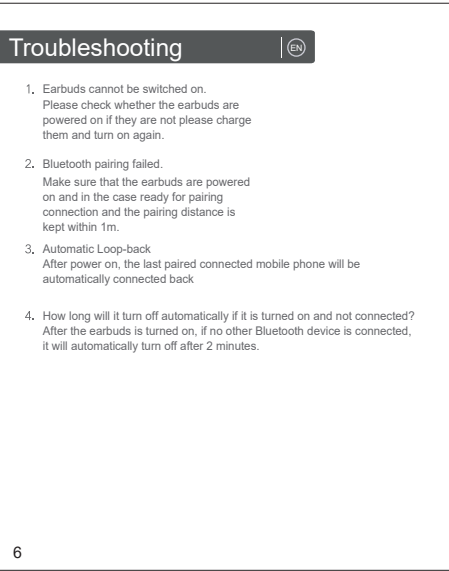 Troubleshooting EN
1. Earbuds cannot be switched on.
Please check whether the earbuds are
powered on if they are not please charge
them and turn on again.
2. Bluetooth pairing failed.
Make sure that the earbuds are powered
on and in the case ready for pairing
connection and the pairing distance is
kept within 1m.
3. Automatic Loop-back
After power on, the last paired connected mobile phone will be
automatically connected back
4. How long will it turn off automatically if it is turned on and not connected?
After the earbuds is turned on, if no other Bluetooth device is connected,
it will automatically turn off after 2 minutes.
6